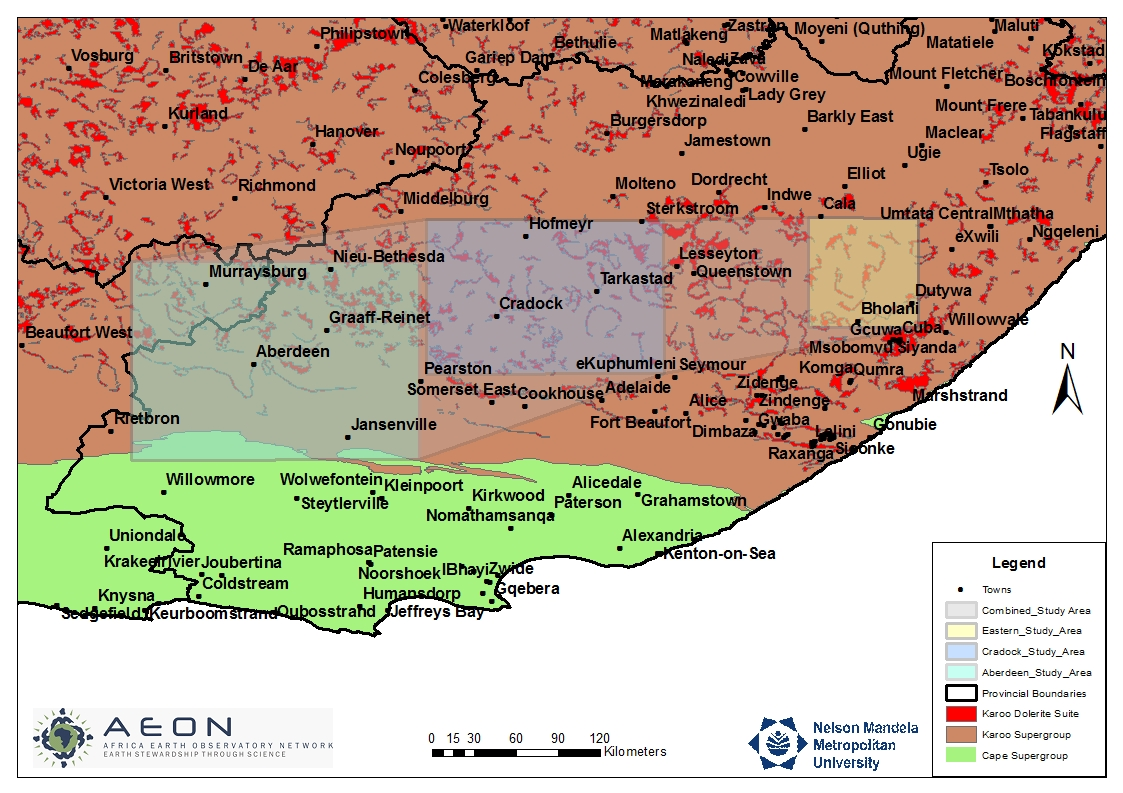 Philipstown
Waterkloof
Zastron
Moyeni (Quthing)
Maluti
Vosburg
Britstown
De Aar
Gariep Dam
Bethulie
Matlakeng
Matatiele
Kokstad
Colesberg
Cowville
Mount Fletcher
Khwezinaledi
Lady Grey
Kurland
Hanover
Burgersdorp
Barkly East
Mount Frere
Tabankulu
Maclear
Flagstaff
Noupoort
Jamestown
Ugie
Victoria West
Richmond
Middelburg
Molteno
Dordrecht
Indwe
Elliot
Tsolo
Sterkstroom
Cala
Umtata Central
Mthatha
Hofmeyr
eXwili
Ngqeleni
Nieu-Bethesda
Lesseyton
Murraysburg
Tarkastad
Queenstown
Dutywa
Graaff-Reinet
Cradock
Bholani
Willowvale
Beaufort West
Gcuwa
Cuba
Aberdeen
Msobomvu
Siyanda
Pearston
eKuphumleni
Seymour
Komga
Qumra
Somerset East
Cookhouse
Adelaide
Zidenge
Marshstrand
Alice
Zindenge
Rietbron
Jansenville
Fort Beaufort
Dimbaza
Gwaba
Gonubie
Lalini
Raxanga
Willowmore
Wolwefontein
Kleinpoort
Alicedale
Steytlerville
Kirkwood
Paterson
Grahamstown
Nomathamsanqa
Uniondale
Alexandria
Ramaphosa
Patensie
Kenton-on-Sea
Joubertina
Noorshoek
IBhayi
Zwide
Coldstream
Humansdorp
Gqebera
Knysna
Sedgefield
Keurboomstrand
Oubosstrand
Jeffreys Bay
N
Legend
Towns
Combined_Study_Area
Eastern_Study_Area
Cradock_Study_Area
Aberdeen_Study_Area
Provincial Boundaries
Karoo Dolerite Suite
Karoo Supergroup
Cape Supergroup
AEON
AFRICA EARTH OBSERVATORY NETWORK
EARTH STEWARDSHIP THROUGH SCIENCE
0 15 30 60 90 120
Kilometers
Nelson Mandela
Metropolitan
University